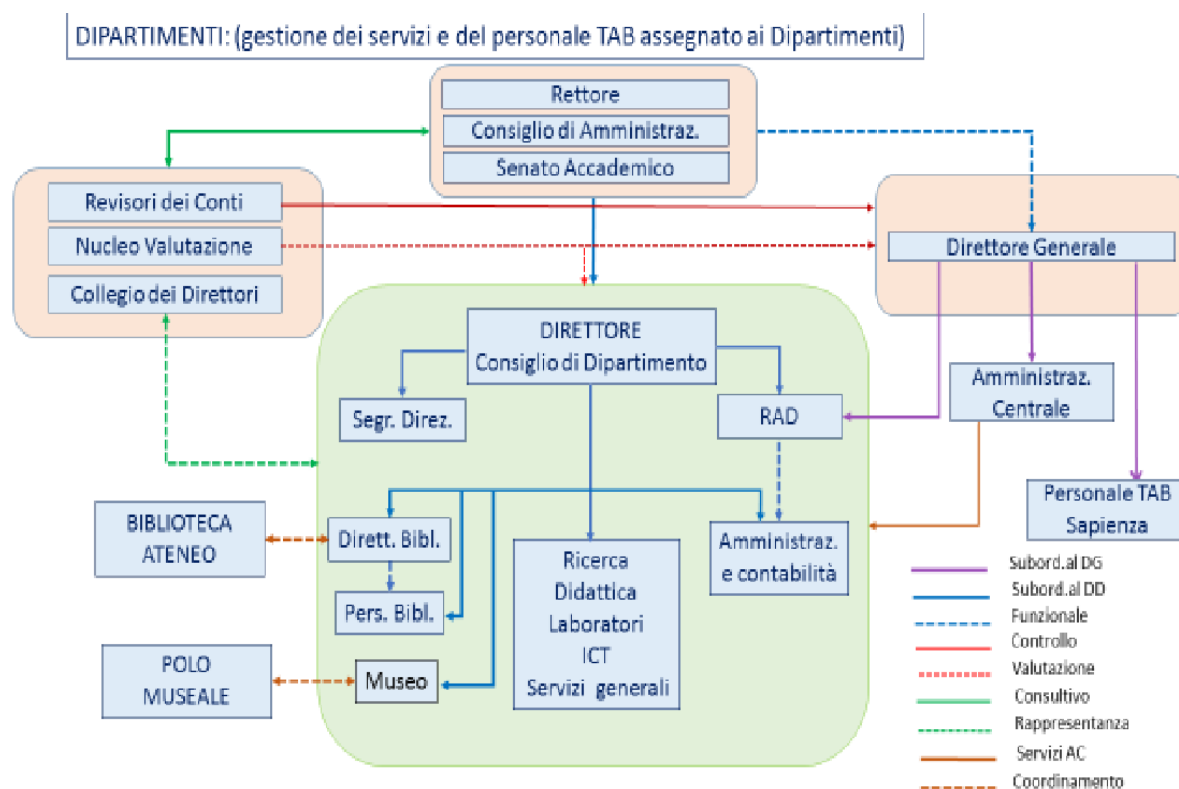 DIPARTIMENTI: (gestione dei servizi e del personale TAB assegnato ai Dipartimenti)
Rettore
Consiglio di Amministraz.
Senato Accademico
Revisori dei Conti
Nucleo Valutazione
Collegio dei Direttori
Direttore Generale
DIRETTORE
Consiglio di Dipartimento
Segr. Direz.
RAD
Amministraz.
Centrale
Personale TAB
Sapienza
BIBLIOTECA
ATENEO
Dirett. Bibl.
Pers. Bibl.
Ricerca
Didattica
Laboratori
ICT
Servizi generali
Amministraz.
e contabilità
POLO
MUSEALE
Museo
Subord.al DG
Subord.al DD
Funzionale
Controllo
Valutazione
Consultivo
Rappresentanza
Servizi AC
Coordinamento